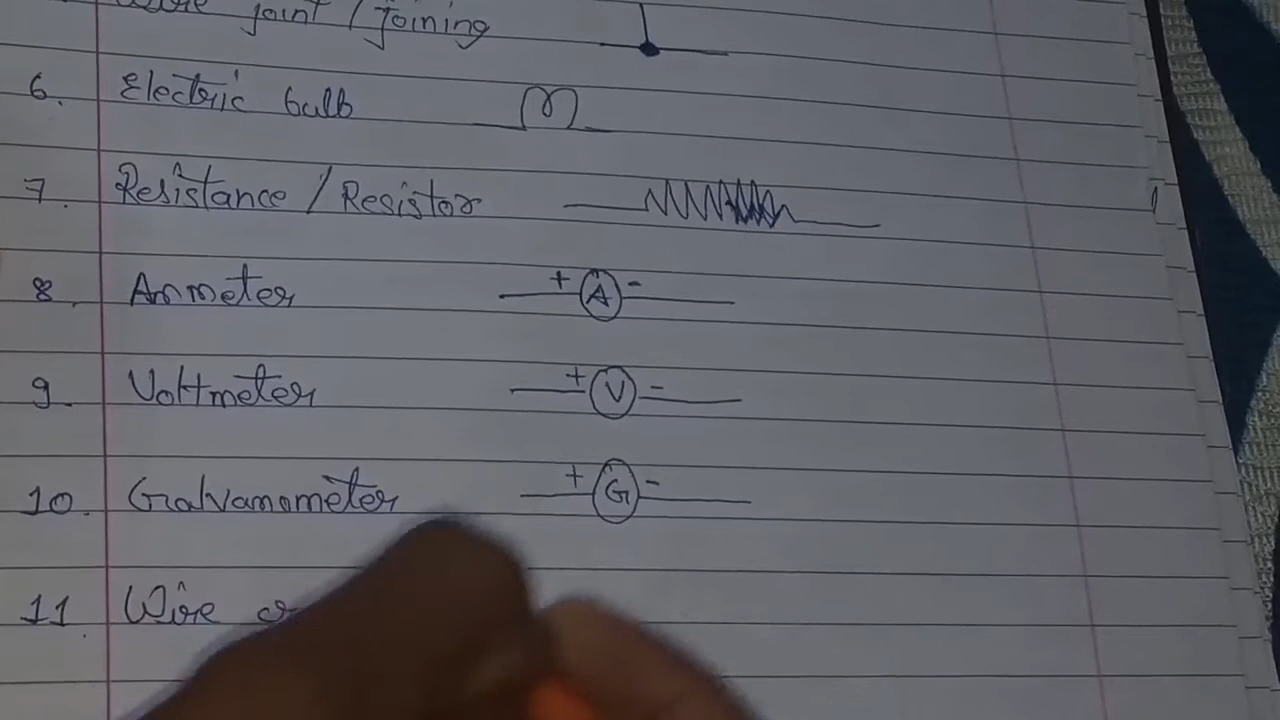 joint / joining
6. Electric bulb
7. Resistance / Resistor
8. Ammeter + A -
9. Voltmeter + V -
10. Galvanometer + G -
11. Wire